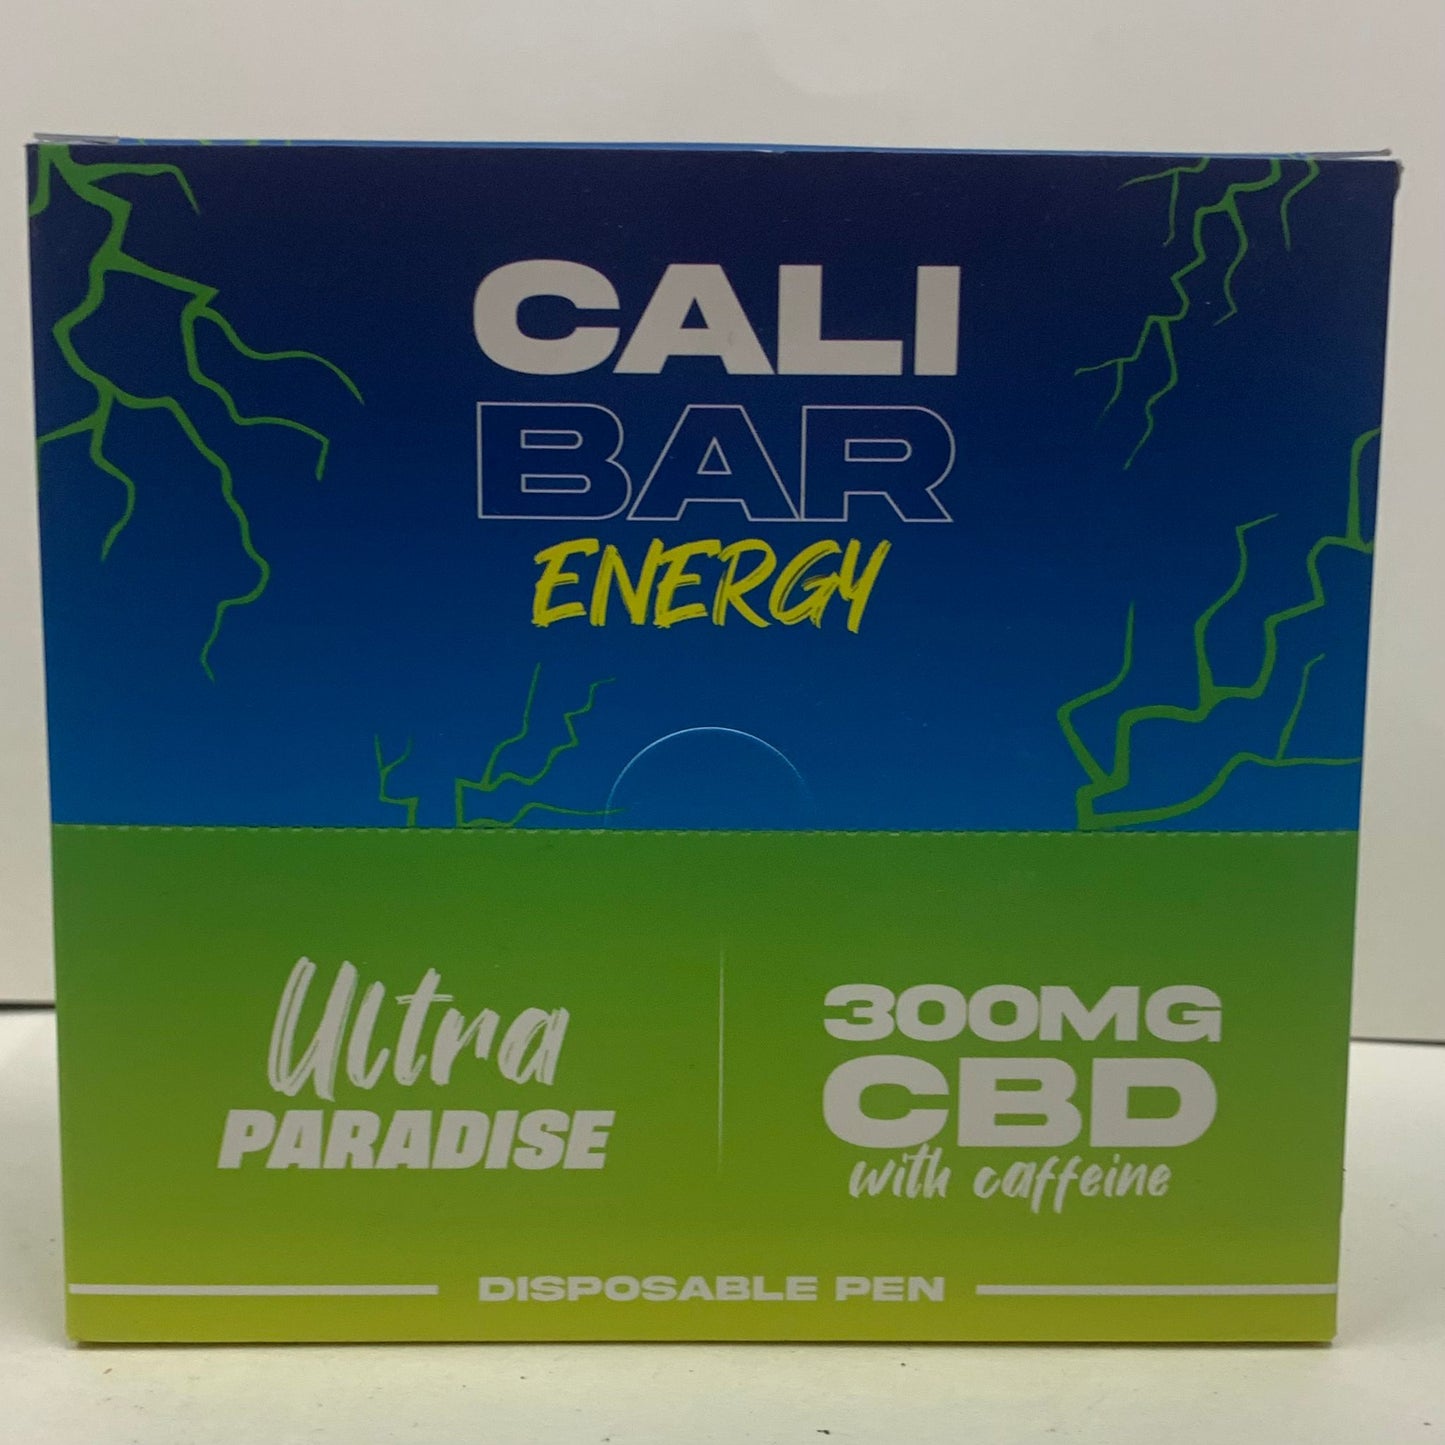 CALI
BAR
ENERGY
Ultra
PARADISE
300MG
CBD
with caffeine
DISPOSABLE PEN